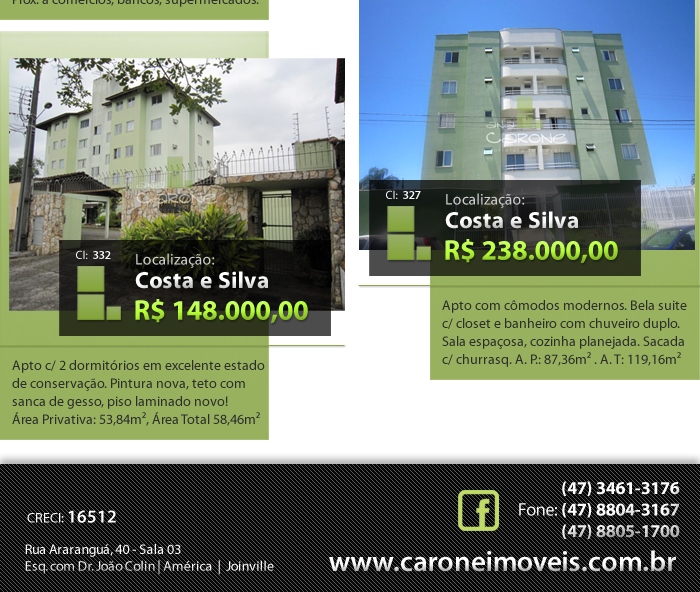 Próx. a comércios, bancos, supermercados.
CARONE
CI: 332
Localização:
Costa e Silva
R$ 148.000,00
Apto c/ 2 dormitórios em excelente estado
de conservação. Pintura nova, teto com
sanca de gesso, piso laminado novo!
Área Privativa: 53,84m², Área Total 58,46m²
CARONE
CI: 327
Localização:
Costa e Silva
R$ 238.000,00
Apto com cômodos modernos. Bela suite
c/ closet e banheiro com chuveiro duplo.
Sala espaçosa, cozinha planejada. Sacada
c/ churrasq. A. P.: 87,36m² . A. T: 119,16m²
CRECI: 16512
Rua Araranguá, 40 - Sala 03
Esq. com Dr. João Colin | América | Joinville
f
(47) 3461-3176
Fone: (47) 8804-3167
(47) 8805-1700
www.caroneimoveis.com.br